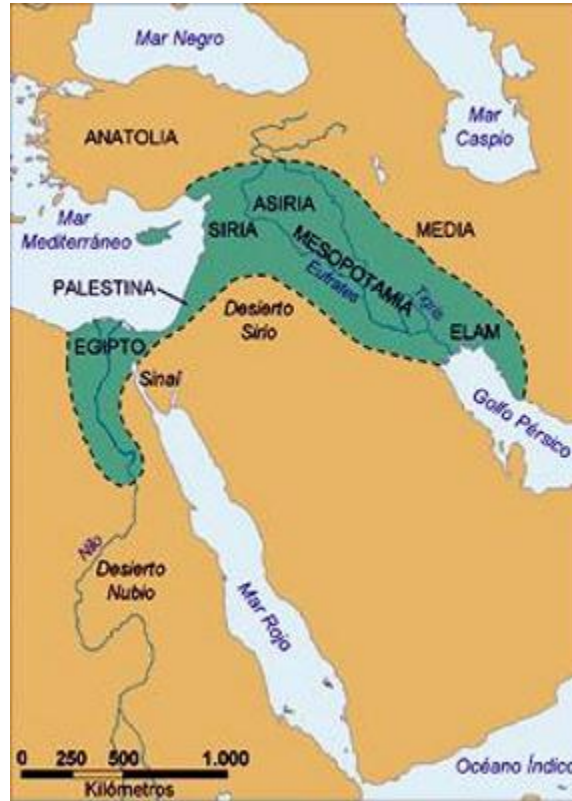 Mar Negro
Mar
Caspio
ANATOLIA
ASIRIA
Mar
Mediterráneo
SIRIA
MEDIA
MESOPOTAMIA
Eufrates
Tigris
PALESTINA
Desierto
Sirio
ELAM
EGIPTO
Sinaí
Golfo Pérsico
Nilo
Desierto
Nubio
Mar Rojo
0 250 500 1.000
Kilómetros
Océano Índico